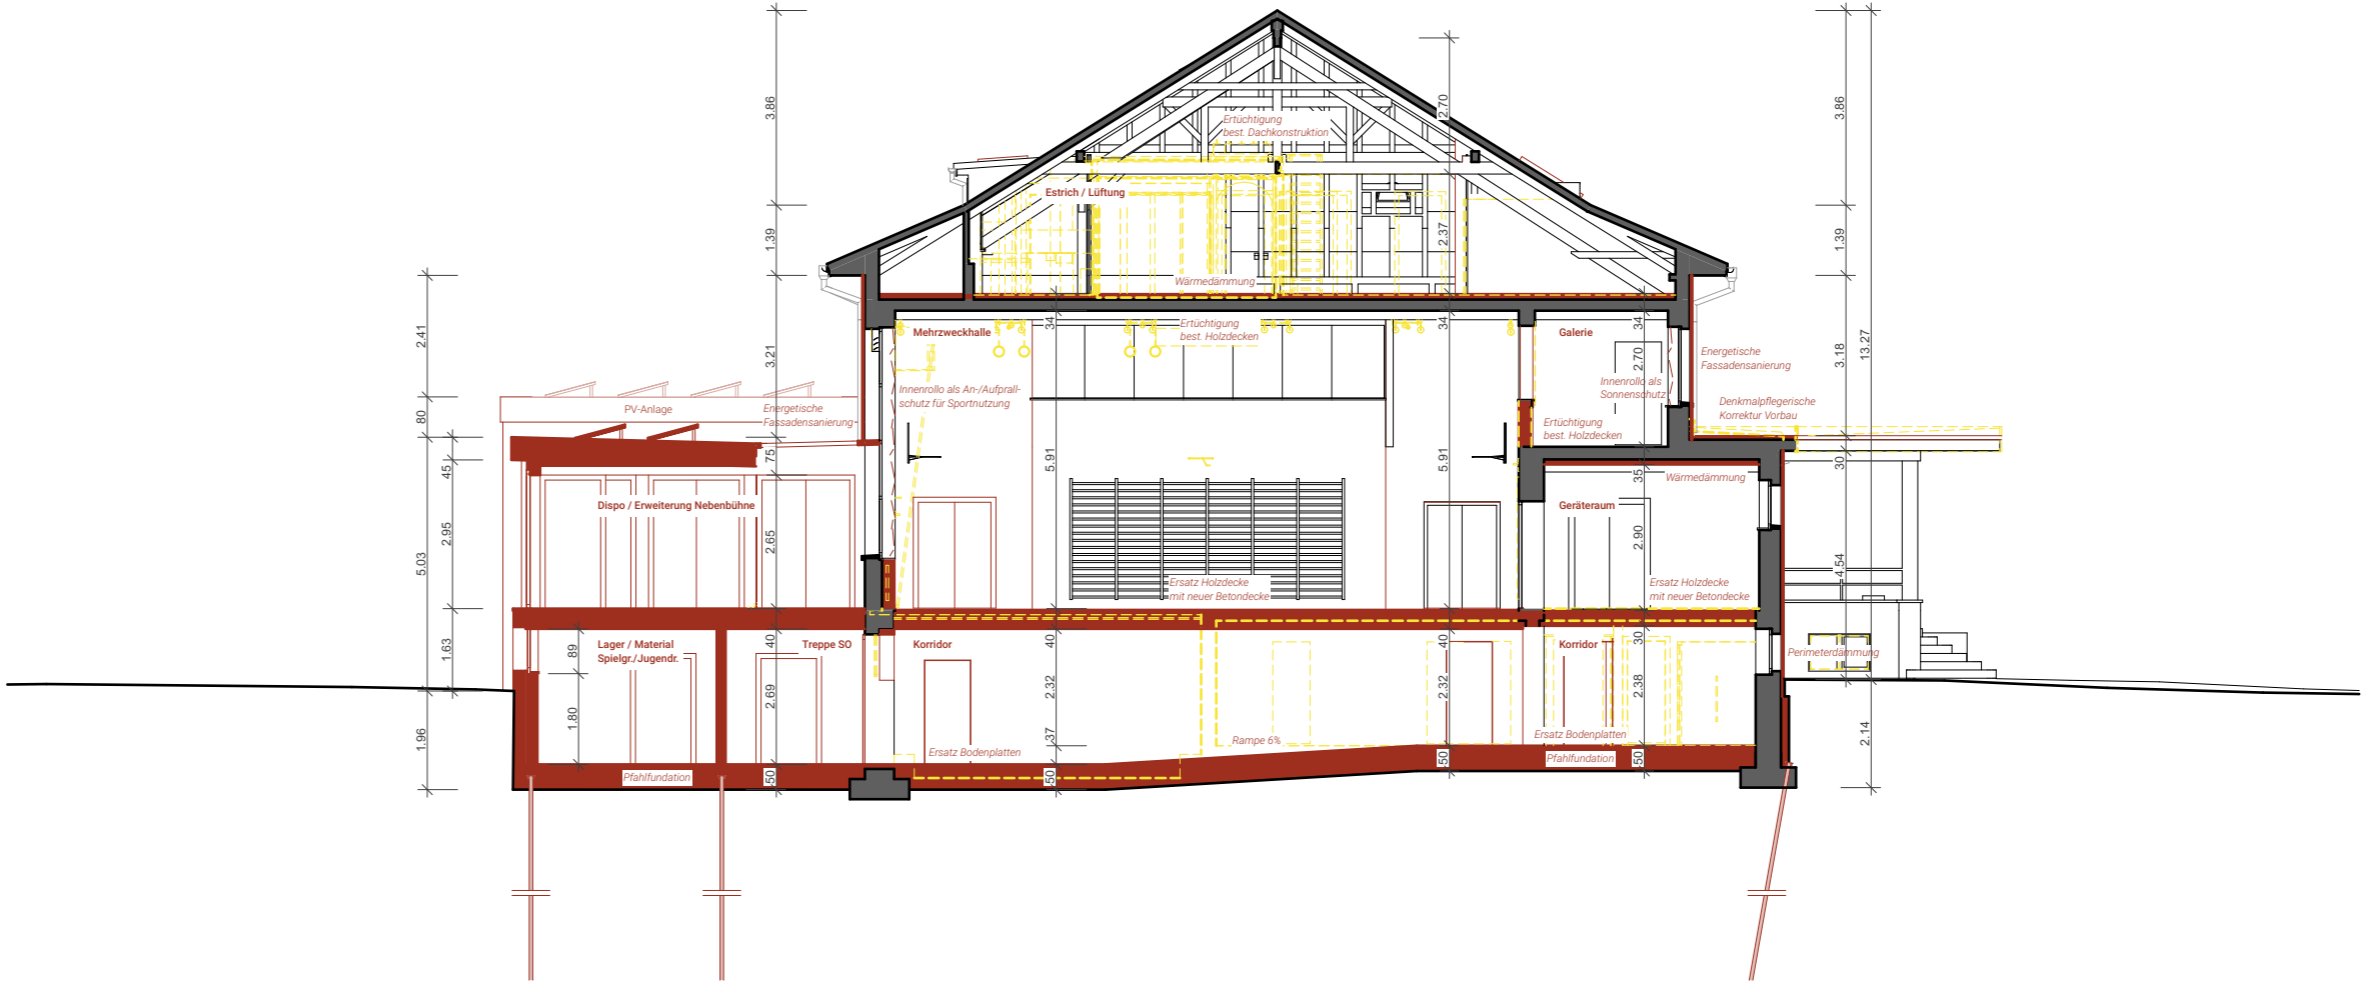 3.86
1.39
3.21
75
2.65
40
2.69
50
2.41
80
5.03
1.96
45
2.95
1.63
89
1.80
2.70
2.37
Ertüchtigung
best. Dachkonstruktion
Estrich / Lüftung
Wärmedämmung
34
34
34
Mehrzweckhalle
Ertüchtigung
best. Holzdecken
Galerie
2.70
Innenrollo als An-/Aufprall-
schutz für Sportnutzung
Innenrollo als
Sonnenschutz
Energetische
Fassadensanierung
Denkmalpflegerische
Korrektur Vorbau
PV-Anlage
Energetische
Fassadensanierung
Ertüchtigung
best. Holzdecken
5.91
5.91
35
Wärmedämmung
Dispo / Erweiterung Nebenbühne
Geräteraum
2.90
Ersatz Holzdecke
mit neuer Betondecke
Ersatz Holzdecke
mit neuer Betondecke
Lager / Material
Spielgr./Jugendr.
Treppe SO
Korridor
Korridor
40
2.32
37
50
40
2.32
50
30
2.38
50
Perimeterdämmung
Ersatz Bodenplatten
Rampe 6%
Ersatz Bodenplatten
Pfahlfundation
Pfahlfundation
3.86
1.39
3.18
13.27
30
4.54
2.14